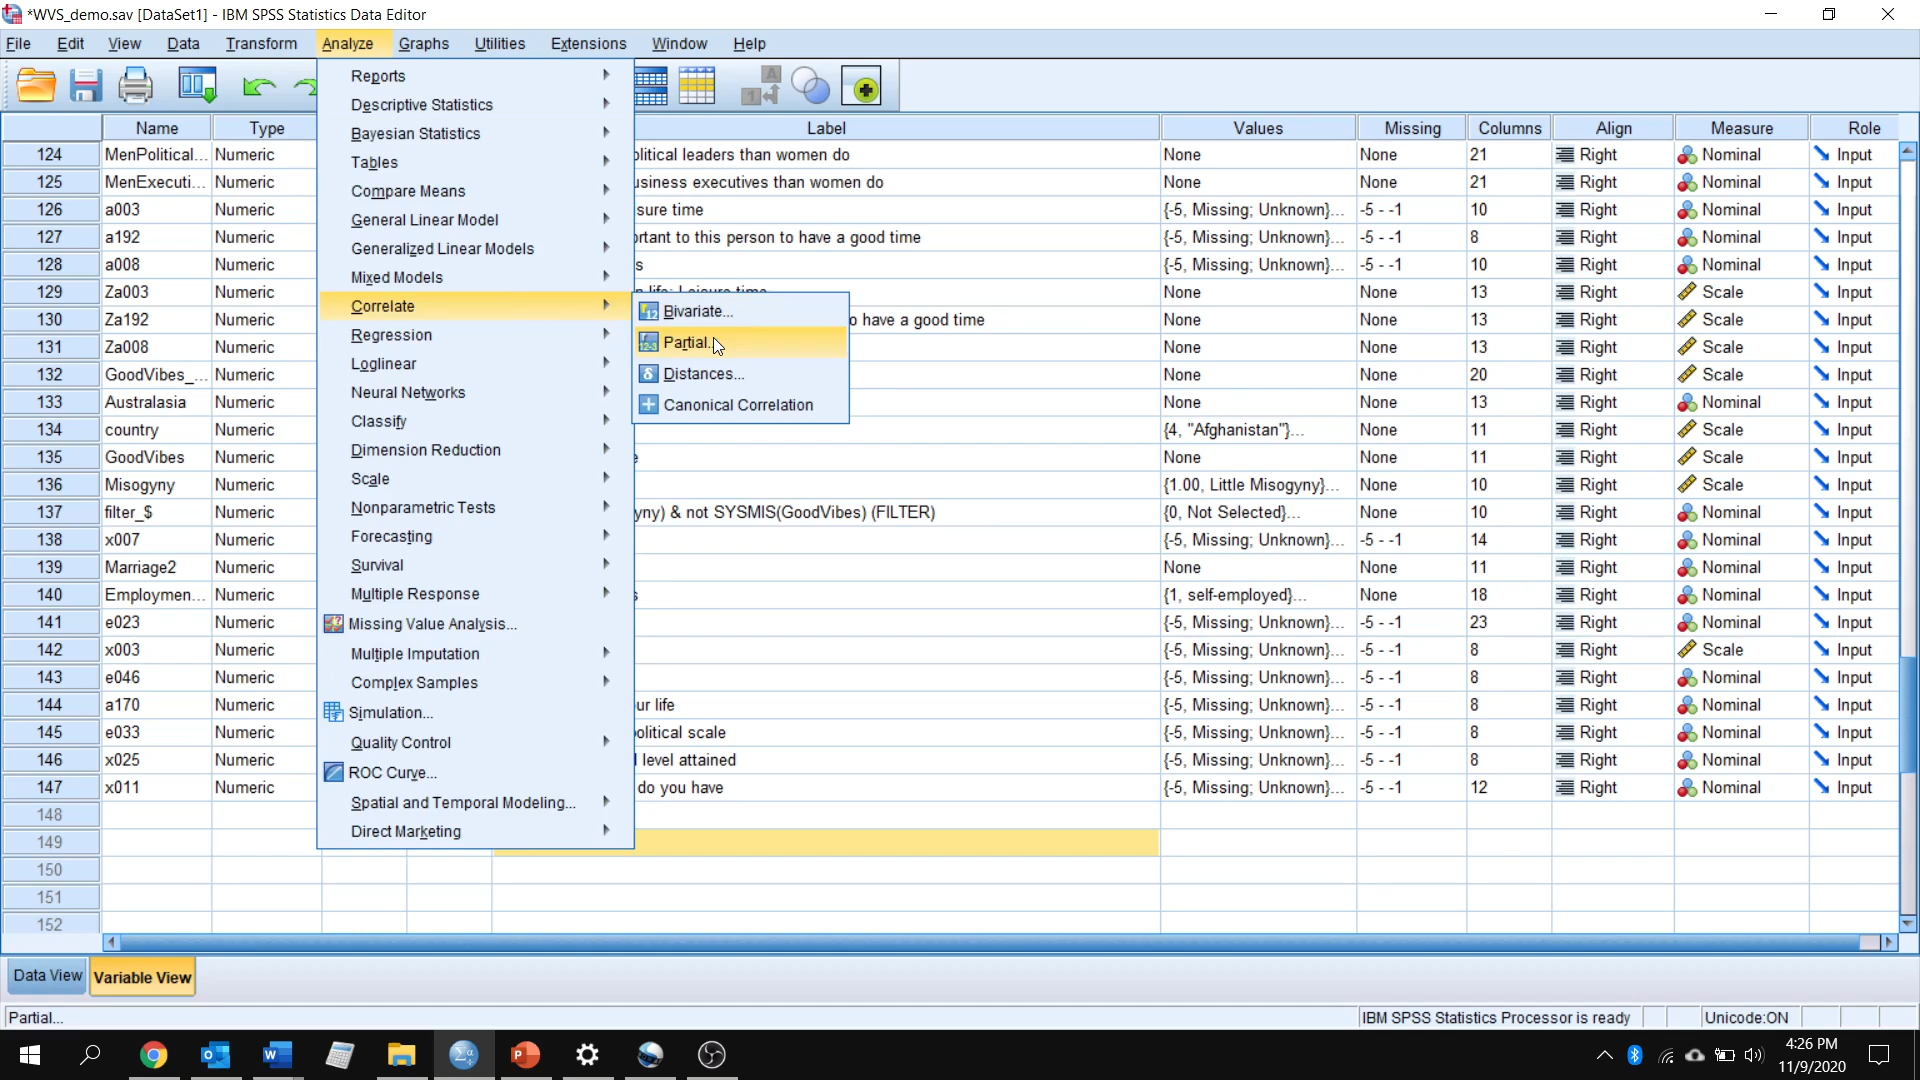 *WVS_demo.sav [DataSet1] - IBM SPSS Statistics Data Editor
File Edit View Data Transform Analyze Graphs Utilities Extensions Window Help
Name Type Label Values Missing Columns Align Measure Role
124 MenPolitical... Numeric olitical leaders than women do None None 21 Right Nominal Input
125 MenExecuti... Numeric usiness executives than women do None None 21 Right Nominal Input
126 a003 Numeric sure time {-5, Missing; Unknown}... -5 - -1 10 Right Nominal Input
127 a192 Numeric ortant to this person to have a good time {-5, Missing; Unknown}... -5 - -1 8 Right Nominal Input
128 a008 Numeric s {-5, Missing; Unknown}... -5 - -1 10 Right Nominal Input
129 Za003 Numeric n life: Leisure time None None 13 Right Scale Input
130 Za192 Numeric o have a good time None None 13 Right Scale Input
131 Za008 Numeric None None 13 Right Scale Input
132 GoodVibes_... Numeric None None 20 Right Scale Input
133 Australasia Numeric None None 13 Right Nominal Input
134 country Numeric {4, "Afghanistan"}... None 11 Right Scale Input
135 GoodVibes Numeric e None None 11 Right Scale Input
136 Misogyny Numeric {1.00, Little Misogyny}... None 10 Right Scale Input
137 filter_$ Numeric yny) & not SYSMIS(GoodVibes) (FILTER) {0, Not Selected}... None 10 Right Nominal Input
138 x007 Numeric {-5, Missing; Unknown}... -5 - -1 14 Right Nominal Input
139 Marriage2 Numeric None None 11 Right Nominal Input
140 Employmen... Numeric s {1, self-employed}... None 18 Right Nominal Input
141 e023 Numeric {-5, Missing; Unknown}... -5 - -1 23 Right Nominal Input
142 x003 Numeric {-5, Missing; Unknown}... -5 - -1 8 Right Scale Input
143 e046 Numeric {-5, Missing; Unknown}... -5 - -1 8 Right Nominal Input
144 a170 Numeric ur life {-5, Missing; Unknown}... -5 - -1 8 Right Nominal Input
145 e033 Numeric olitical scale {-5, Missing; Unknown}... -5 - -1 8 Right Nominal Input
146 x025 Numeric l level attained {-5, Missing; Unknown}... -5 - -1 8 Right Nominal Input
147 x011 Numeric do you have {-5, Missing; Unknown}... -5 - -1 12 Right Nominal Input
148
149
150
151
152
Reports
Descriptive Statistics
Bayesian Statistics
Tables
Compare Means
General Linear Model
Generalized Linear Models
Mixed Models
Correlate
Regression
Loglinear
Neural Networks
Classify
Dimension Reduction
Scale
Nonparametric Tests
Forecasting
Survival
Multiple Response
Missing Value Analysis...
Multiple Imputation
Complex Samples
Simulation...
Quality Control
ROC Curve...
Spatial and Temporal Modeling...
Direct Marketing
Bivariate...
Partial...
Distances...
Canonical Correlation
Data View Variable View
Partial... IBM SPSS Statistics Processor is ready Unicode:ON
4:26 PM
11/9/2020